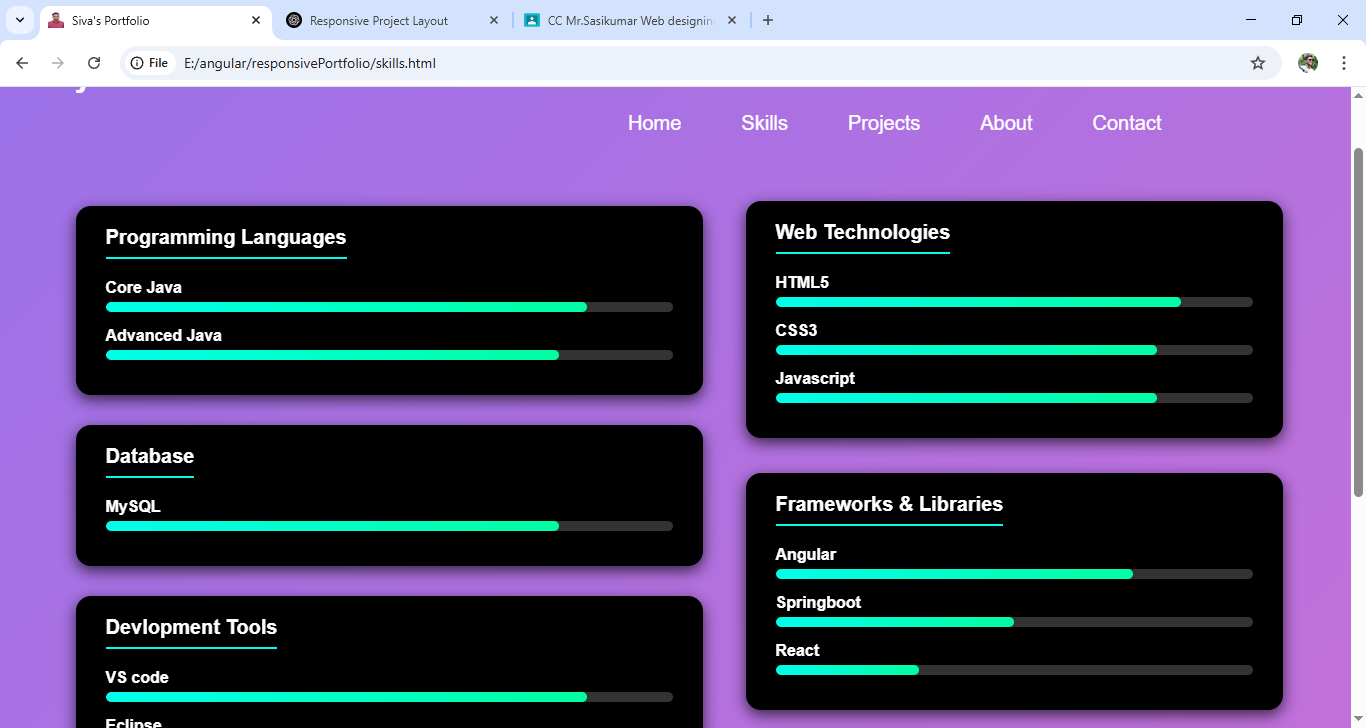 Siva's Portfolio
Responsive Project Layout
CC Mr.Sasikumar Web designing
File
E:/angular/responsivePortfolio/skills.html
Home Skills Projects About Contact
Programming Languages
Core Java
Advanced Java
Database
MySQL
Devlopment Tools
VS code
Eclipse
Web Technologies
HTML5
CSS3
Javascript
Frameworks & Libraries
Angular
Springboot
React